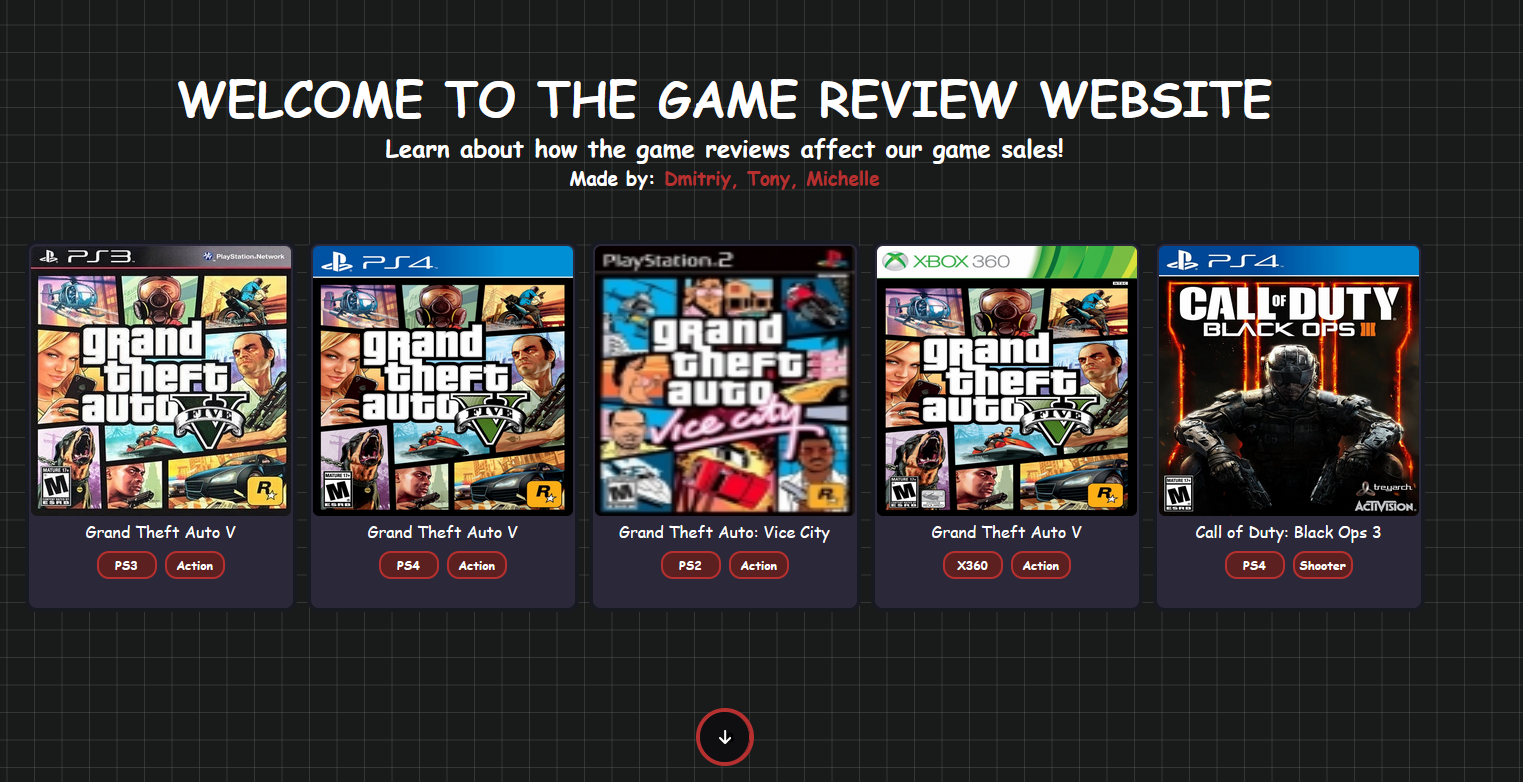 WELCOME TO THE GAME REVIEW WEBSITE
Learn about how the game reviews affect our game sales!
Made by: Dmitriy, Tony, Michelle
PS3
PlayStation Network
grand
theft
auto
FIVE
V
MATURE 17+
M
ESRB
R
Grand Theft Auto V
PS3
Action
PS4
grand
theft
auto
FIVE
V
MATURE 17+
M
ESRB
R
Grand Theft Auto V
PS4
Action
PlayStation 2
grand
theft
auto
vice city
M
R
Grand Theft Auto: Vice City
PS2
Action
XBOX 360
grand
theft
auto
FIVE
V
MATURE 17+
M
ESRB
R
Grand Theft Auto V
X360
Action
PS4
CALL OF DUTY
BLACK OPS III
MATURE 17+
M
ESRB
treyarch
ACTIVISION
Call of Duty: Black Ops 3
PS4
Shooter